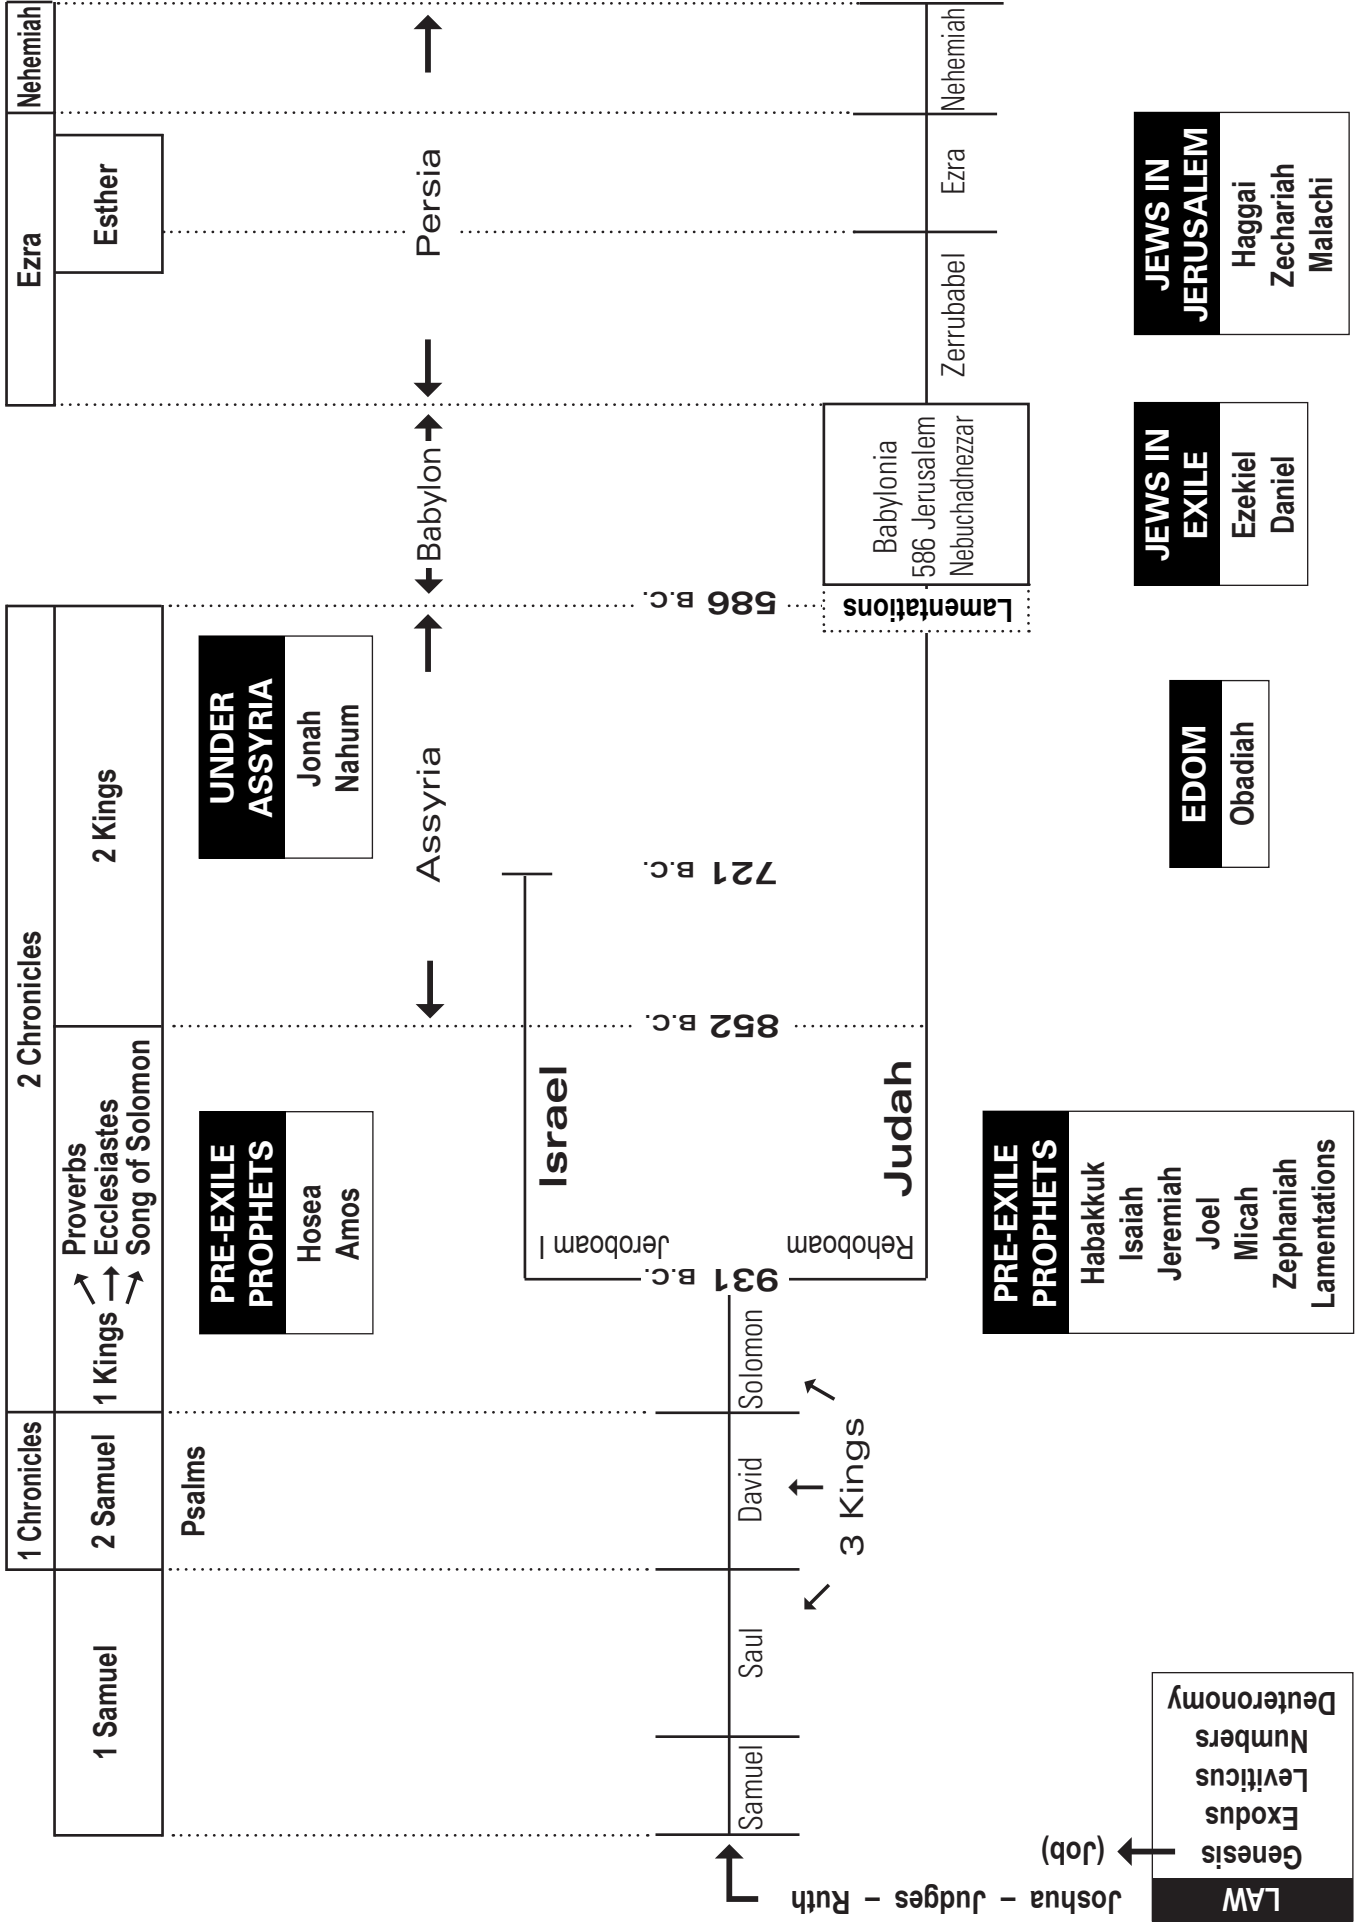 1 Chronicles
2 Chronicles
Ezra
Nehemiah
1 Samuel
2 Samuel
1 Kings
Proverbs
Ecclesiastes
Song of Solomon
2 Kings
Esther
Psalms
PRE-EXILE
PROPHETS
Hosea
Amos
UNDER
ASSYRIA
Jonah
Nahum
Assyria
Babylon
Persia
Israel
Jeroboam I
931 B.C.
852 B.C.
721 B.C.
586 B.C.
Rehoboam
Judah
Samuel
Saul
David
Solomon
3 Kings
Lamentations
Babylonia
586 Jerusalem
Nebuchadnezzar
Zerrubabel
Ezra
Nehemiah
Joshua – Judges – Ruth
(Job)
LAW
Genesis
Exodus
Leviticus
Numbers
Deuteronomy
PRE-EXILE
PROPHETS
Habakkuk
Isaiah
Jeremiah
Joel
Micah
Zephaniah
Lamentations
EDOM
Obadiah
JEWS IN
EXILE
Ezekiel
Daniel
JEWS IN
JERUSALEM
Haggai
Zechariah
Malachi